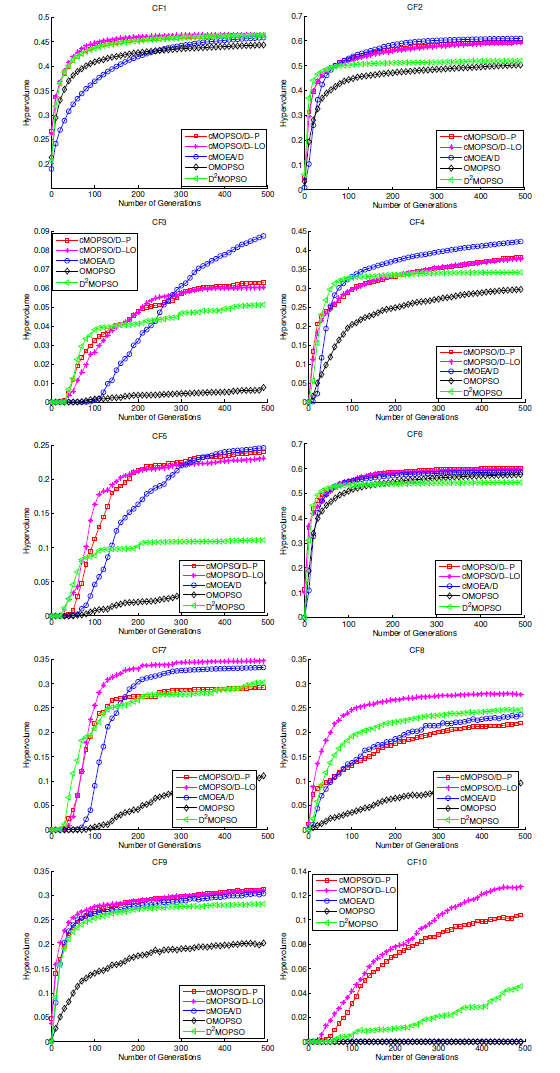 CF1
0.5
0.45
0.4
0.35
0.3
0.25
0.2
Hypervolume
cMOPSO/D−P
cMOPSO/D−LO
cMOEA/D
OMOPSO
D²MOPSO
0 100 200 300 400 500
Number of Generations
CF2
0.7
0.6
0.5
0.4
0.3
0.2
0.1
0
Hypervolume
cMOPSO/D−P
cMOPSO/D−LO
cMOEA/D
OMOPSO
D²MOPSO
0 100 200 300 400 500
Number of Generations
CF3
0.09
0.08
0.07
0.06
0.05
0.04
0.03
0.02
0.01
0
Hypervolume
cMOPSO/D−P
cMOPSO/D−LO
cMOEA/D
OMOPSO
D²MOPSO
0 100 200 300 400 500
Number of Generations
CF4
0.45
0.4
0.35
0.3
0.25
0.2
0.15
0.1
0.05
0
Hypervolume
cMOPSO/D−P
cMOPSO/D−LO
cMOEA/D
OMOPSO
D²MOPSO
0 100 200 300 400 500
Number of Generations
CF5
0.25
0.2
0.15
0.1
0.05
0
Hypervolume
cMOPSO/D−P
cMOPSO/D−LO
cMOEA/D
OMOPSO
D²MOPSO
0 100 200 300 400 500
Number of Generations
CF6
0.7
0.6
0.5
0.4
0.3
0.2
0.1
0
Hypervolume
cMOPSO/D−P
cMOPSO/D−LO
cMOEA/D
OMOPSO
D²MOPSO
0 100 200 300 400 500
Number of Generations
CF7
0.35
0.3
0.25
0.2
0.15
0.1
0.05
0
Hypervolume
cMOPSO/D−P
cMOPSO/D−LO
cMOEA/D
OMOPSO
D²MOPSO
0 100 200 300 400 500
Number of Generations
CF8
0.35
0.3
0.25
0.2
0.15
0.1
0.05
0
Hypervolume
cMOPSO/D−P
cMOPSO/D−LO
cMOEA/D
OMOPSO
D²MOPSO
0 100 200 300 400 500
Number of Generations
CF9
0.35
0.3
0.25
0.2
0.15
0.1
0.05
0
Hypervolume
cMOPSO/D−P
cMOPSO/D−LO
cMOEA/D
OMOPSO
D²MOPSO
0 100 200 300 400 500
Number of Generations
CF10
0.14
0.12
0.1
0.08
0.06
0.04
0.02
0
Hypervolume
cMOPSO/D−P
cMOPSO/D−LO
cMOEA/D
OMOPSO
D²MOPSO
0 100 200 300 400 500
Number of Generations